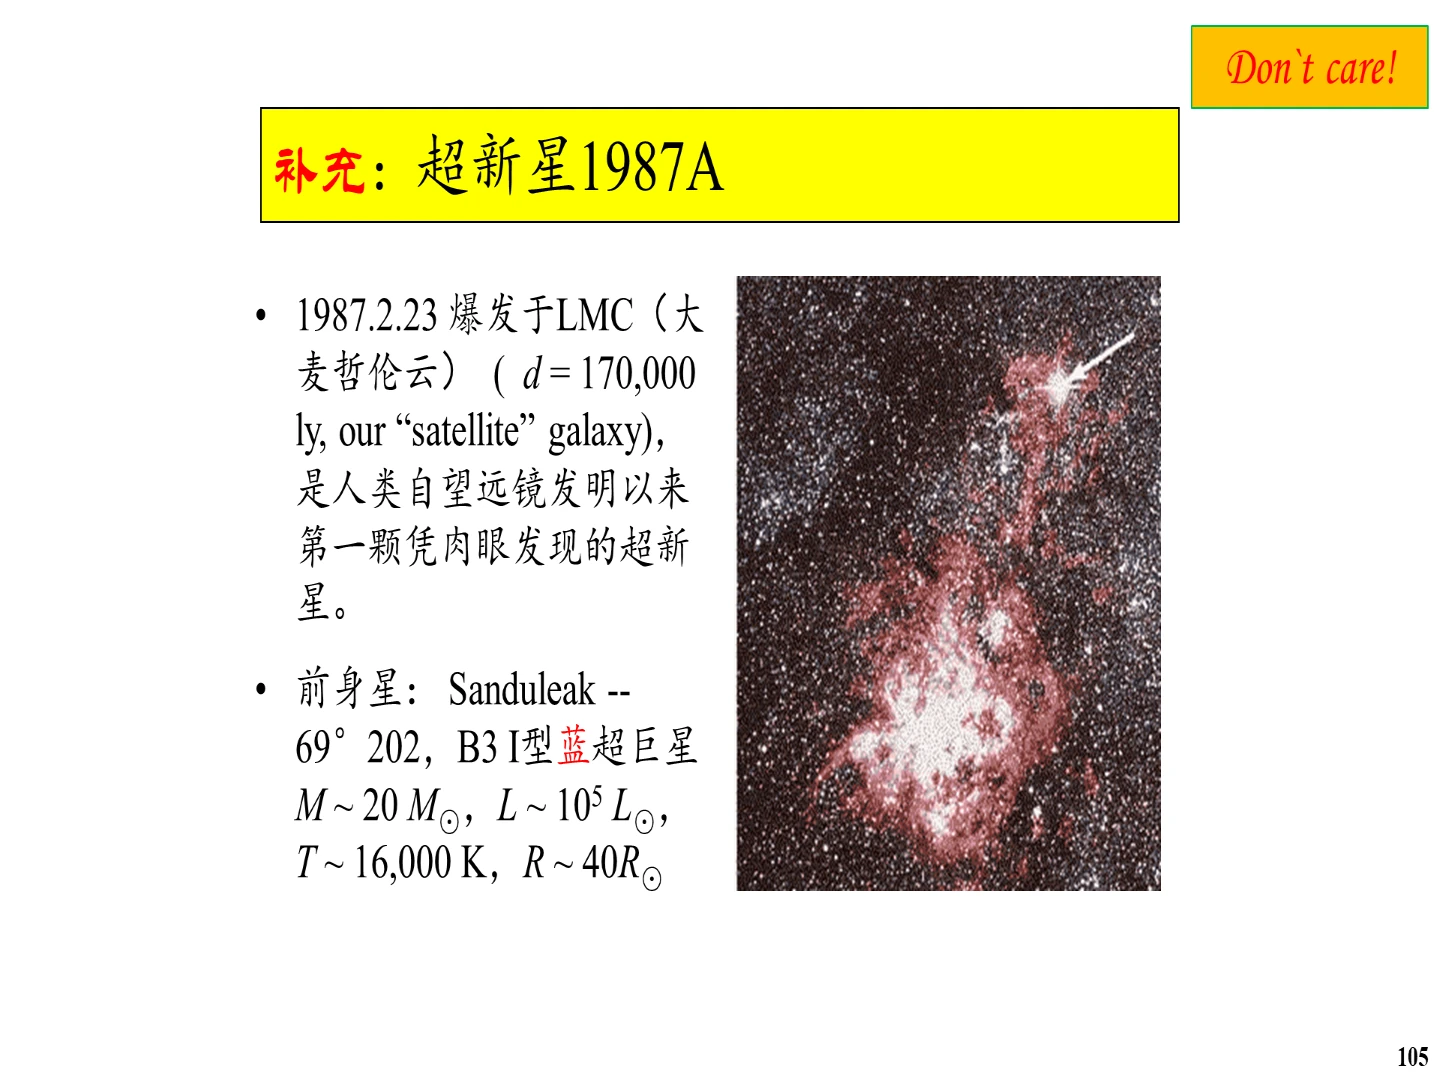 Don`t care!
补充：超新星1987A
• 1987.2.23 爆发于LMC（大
麦哲伦云） ( d = 170,000
ly, our “satellite” galaxy)，
是人类自望远镜发明以来
第一颗凭肉眼发现的超新
星。
• 前身星： Sanduleak --
69° 202，B3 I型蓝超巨星
M ~ 20 M☉，L ~ 10⁵ L☉，
T ~ 16,000 K，R ~ 40R☉
105